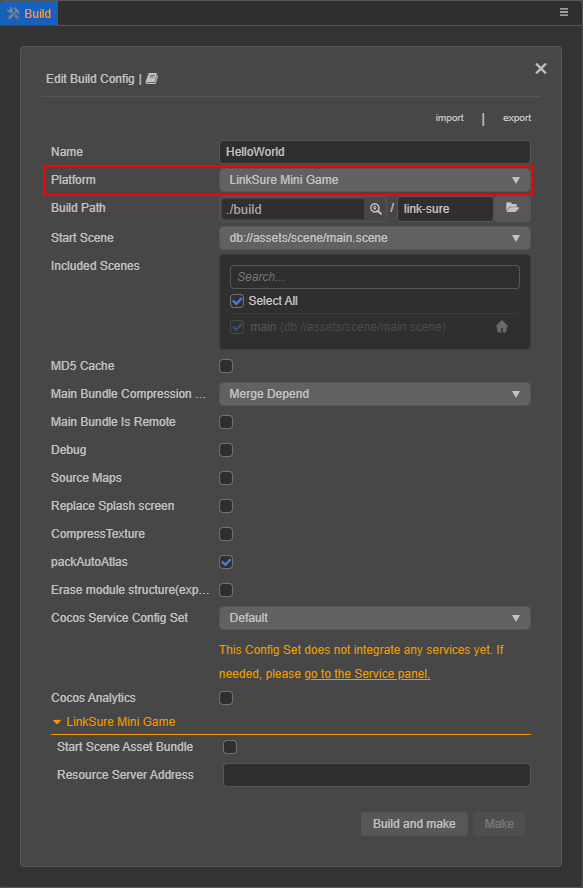 Build
Edit Build Config |
import | export
Name HelloWorld
Platform LinkSure Mini Game
Build Path ./build / link-sure
Start Scene db://assets/scene/main.scene
Included Scenes
Search...
Select All
main (db://assets/scene/main.scene)
MD5 Cache
Main Bundle Compression ... Merge Depend
Main Bundle Is Remote
Debug
Source Maps
Replace Splash screen
CompressTexture
packAutoAtlas
Erase module structure(exp...
Cocos Service Config Set Default
This Config Set does not integrate any services yet. If
needed, please go to the Service panel.
Cocos Analytics
LinkSure Mini Game
Start Scene Asset Bundle
Resource Server Address
Build and make Make